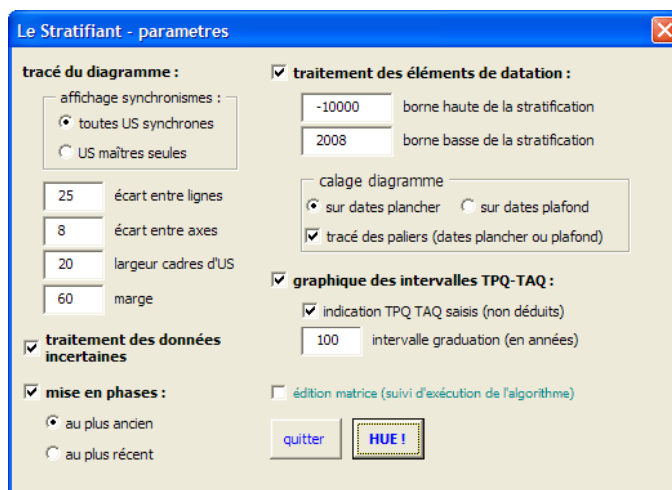 Le Stratifiant - parametres
tracé du diagramme :
affichage synchronismes :
toutes US synchrones
US maîtres seules
25 écart entre lignes
8 écart entre axes
20 largeur cadres d'US
60 marge
traitement des données
incertaines
mise en phases :
au plus ancien
au plus récent
traitement des éléments de datation :
-10000 borne haute de la stratification
2008 borne basse de la stratification
calage diagramme
sur dates plancher sur dates plafond
tracé des paliers (dates plancher ou plafond)
graphique des intervalles TPQ-TAQ :
indication TPQ TAQ saisis (non déduits)
100 intervalle graduation (en années)
édition matrice (suivi d'exécution de l'algorithme)
quitter HUE !